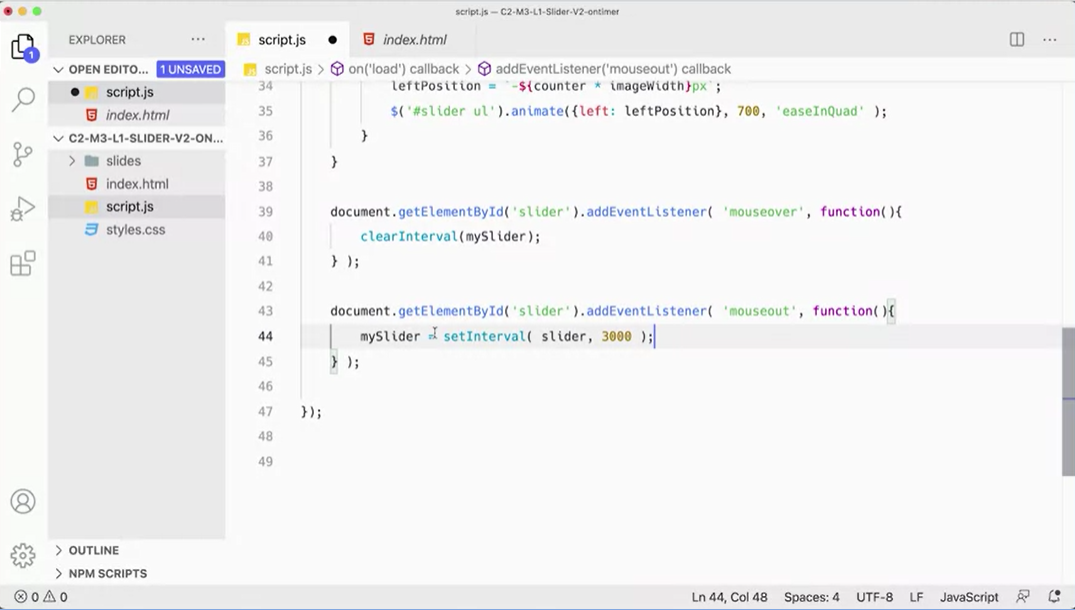 script.js — C2-M3-L1-Slider-V2-ontimer
EXPLORER ···
script.js ● index.html ···
1
OPEN EDITO... 1 UNSAVED
script.js > on('load') callback > addEventListener('mouseout') callback
● script.js
index.html
C2-M3-L1-SLIDER-V2-ON...
slides
index.html
script.js
styles.css
34 leftPosition = `-${counter * imageWidth}px`;
35 $('#slider ul').animate({left: leftPosition}, 700, 'easeInQuad' );
36 }
37 }
38
39 document.getElementById('slider').addEventListener( 'mouseover', function(){
40 clearInterval(mySlider);
41 } );
42
43 document.getElementById('slider').addEventListener( 'mouseout', function(){
44 mySlider = setInterval( slider, 3000 );
45 } );
46
47 });
48
49
OUTLINE
NPM SCRIPTS
0 0 Ln 44, Col 48 Spaces: 4 UTF-8 LF JavaScript